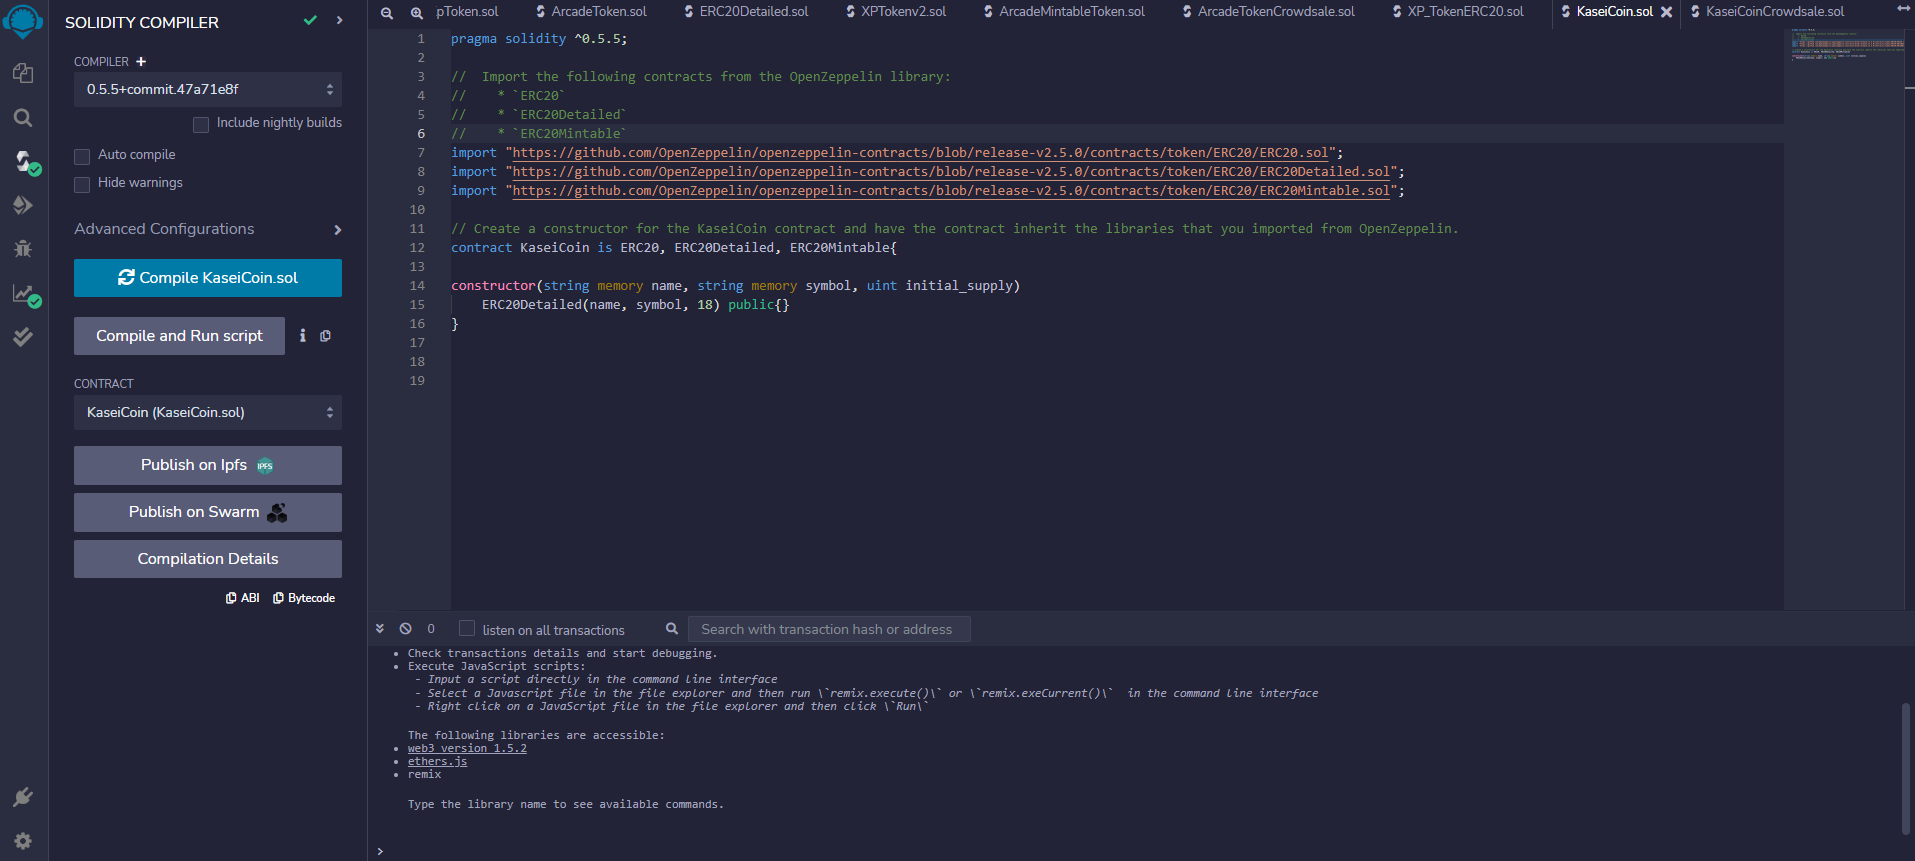 SOLIDITY COMPILER
COMPILER
0.5.5+commit.47a71e8f
Include nightly builds
Auto compile
Hide warnings
Advanced Configurations
Compile KaseiCoin.sol
Compile and Run script
CONTRACT
KaseiCoin (KaseiCoin.sol)
Publish on Ipfs
IPFS
Publish on Swarm
Compilation Details
ABI Bytecode
pToken.sol ArcadeToken.sol ERC20Detailed.sol XPTokenv2.sol ArcadeMintableToken.sol ArcadeTokenCrowdsale.sol XP_TokenERC20.sol KaseiCoin.sol KaseiCoinCrowdsale.sol
1 pragma solidity ^0.5.5;
2
3 //  Import the following contracts from the OpenZeppelin library:
4 //    * `ERC20`
5 //    * `ERC20Detailed`
6 //    * `ERC20Mintable`
7 import "https://github.com/OpenZeppelin/openzeppelin-contracts/blob/release-v2.5.0/contracts/token/ERC20/ERC20.sol";
8 import "https://github.com/OpenZeppelin/openzeppelin-contracts/blob/release-v2.5.0/contracts/token/ERC20/ERC20Detailed.sol";
9 import "https://github.com/OpenZeppelin/openzeppelin-contracts/blob/release-v2.5.0/contracts/token/ERC20/ERC20Mintable.sol";
10
11 // Create a constructor for the KaseiCoin contract and have the contract inherit the libraries that you imported from OpenZeppelin.
12 contract KaseiCoin is ERC20, ERC20Detailed, ERC20Mintable{
13
14 constructor(string memory name, string memory symbol, uint initial_supply)
15     ERC20Detailed(name, symbol, 18) public{}
16 }
17
18
19
0 listen on all transactions Search with transaction hash or address
• Check transactions details and start debugging.
• Execute JavaScript scripts:
- Input a script directly in the command line interface
- Select a Javascript file in the file explorer and then run \`remix.execute()\` or \`remix.exeCurrent()\`  in the command line interface
- Right click on a JavaScript file in the file explorer and then click \`Run\`
The following libraries are accessible:
• web3 version 1.5.2
• ethers.js
• remix
Type the library name to see available commands.
>